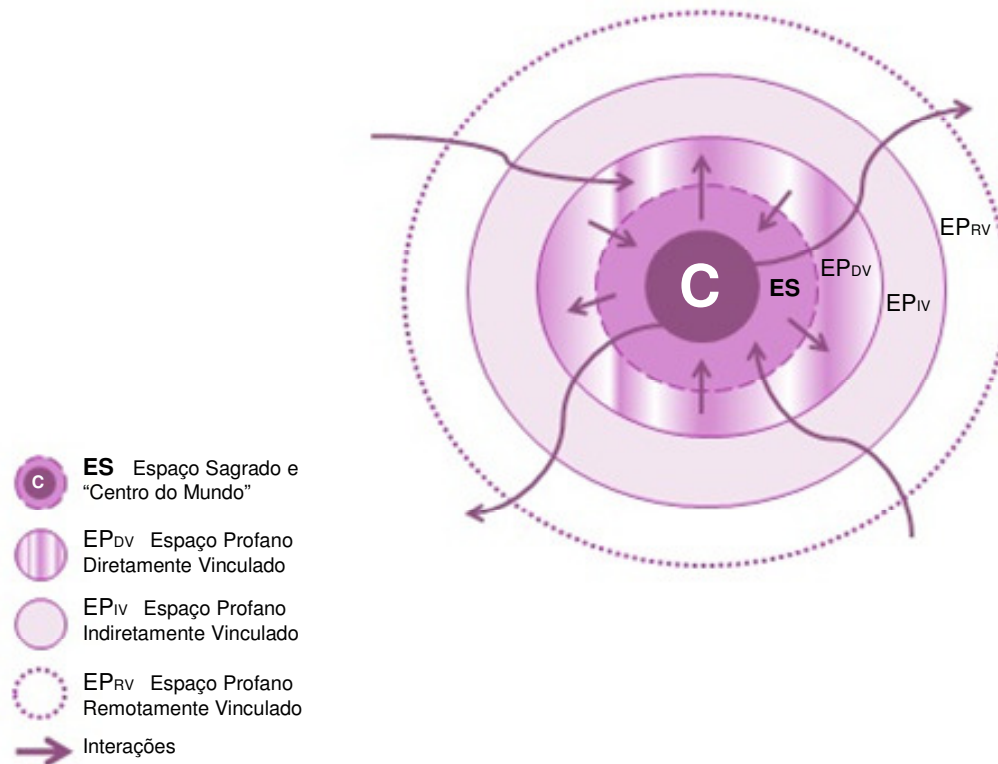 EPRV
EPDV
C
ES
EPIV
C
ES Espaço Sagrado e
“Centro do Mundo”
EPDV Espaço Profano
Diretamente Vinculado
EPIV Espaço Profano
Indiretamente Vinculado
EPRV Espaço Profano
Remotamente Vinculado
Interações